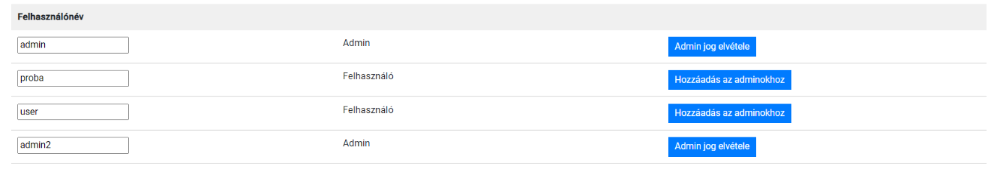 Felhasználónév
admin Admin Admin jog elvétele
proba Felhasználó Hozzáadás az adminokhoz
user Felhasználó Hozzáadás az adminokhoz
admin2 Admin Admin jog elvétele